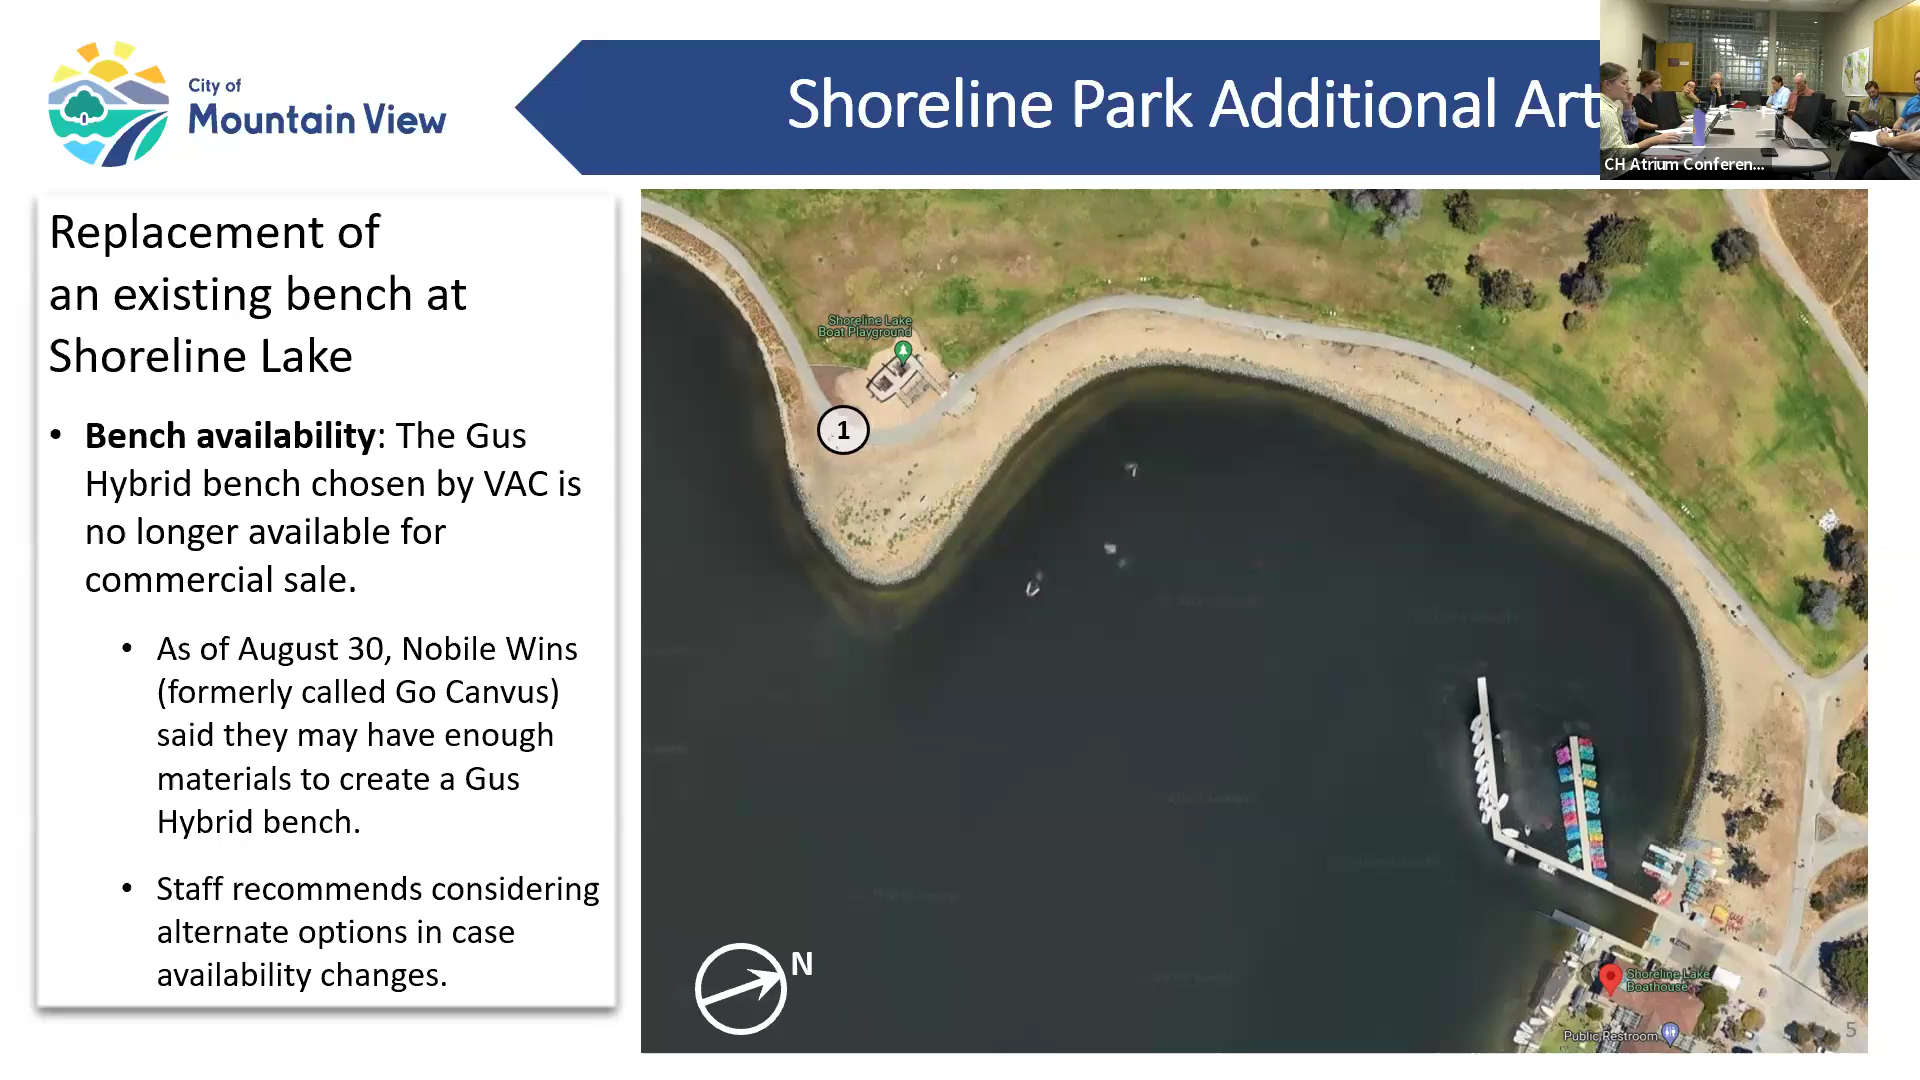 City of
Mountain View
Shoreline Park Additional Art
CH Atrium Conferen...
Replacement of
an existing bench at
Shoreline Lake
• Bench availability: The Gus
Hybrid bench chosen by VAC is
no longer available for
commercial sale.
• As of August 30, Nobile Wins
(formerly called Go Canvus)
said they may have enough
materials to create a Gus
Hybrid bench.
• Staff recommends considering
alternate options in case
availability changes.
Shoreline Lake
Boat Playground
1
N
Shoreline Lake
Boathouse
Public Restroom
5